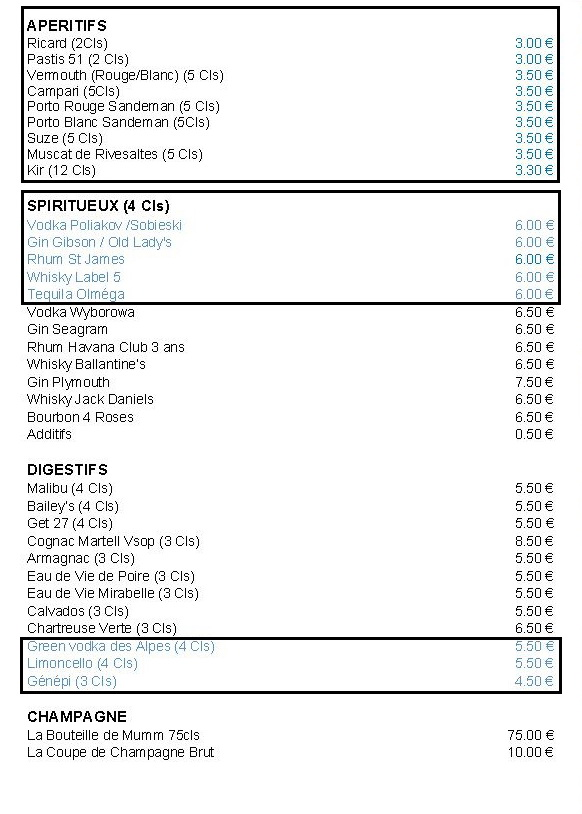 APERITIFS
Ricard (2Cls) 3.00 €
Pastis 51 (2 Cls) 3.00 €
Vermouth (Rouge/Blanc) (5 Cls) 3.50 €
Campari (5Cls) 3.50 €
Porto Rouge Sandeman (5 Cls) 3.50 €
Porto Blanc Sandeman (5Cls) 3.50 €
Suze (5 Cls) 3.50 €
Muscat de Rivesaltes (5 Cls) 3.50 €
Kir (12 Cls) 3.30 €
SPIRITUEUX (4 Cls)
Vodka Poliakov /Sobieski 6.00 €
Gin Gibson / Old Lady's 6.00 €
Rhum St James 6.00 €
Whisky Label 5 6.00 €
Tequila Olméga 6.00 €
Vodka Wyborowa 6.50 €
Gin Seagram 6.50 €
Rhum Havana Club 3 ans 6.50 €
Whisky Ballantine's 6.50 €
Gin Plymouth 7.50 €
Whisky Jack Daniels 6.50 €
Bourbon 4 Roses 6.50 €
Additifs 0.50 €
DIGESTIFS
Malibu (4 Cls) 5.50 €
Bailey's (4 Cls) 5.50 €
Get 27 (4 Cls) 5.50 €
Cognac Martell Vsop (3 Cls) 8.50 €
Armagnac (3 Cls) 5.50 €
Eau de Vie de Poire (3 Cls) 5.50 €
Eau de Vie Mirabelle (3 Cls) 5.50 €
Calvados (3 Cls) 5.50 €
Chartreuse Verte (3 Cls) 6.50 €
Green vodka des Alpes (4 Cls) 5.50 €
Limoncello (4 Cls) 5.50 €
Génépi (3 Cls) 4.50 €
CHAMPAGNE
La Bouteille de Mumm 75cls 75.00 €
La Coupe de Champagne Brut 10.00 €